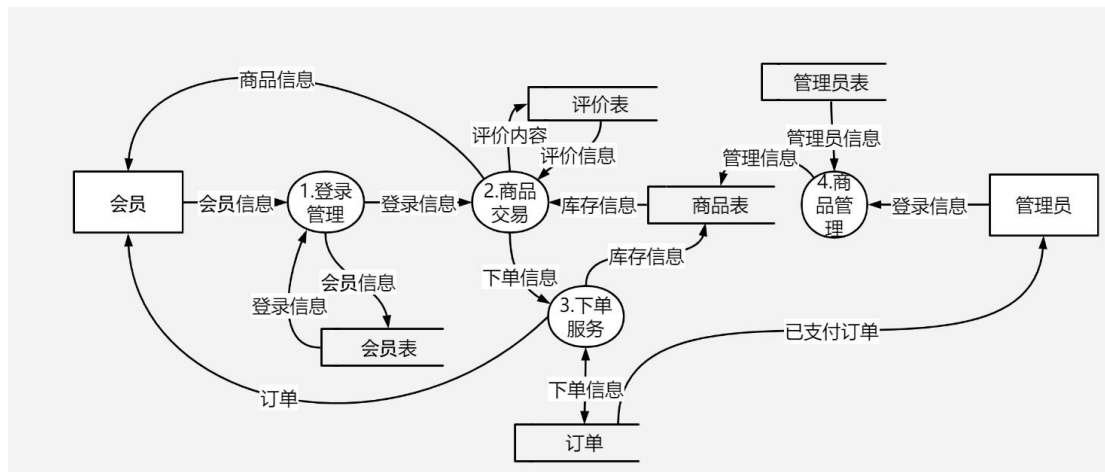 商品信息
评价表
管理员表
评价内容
评价信息
管理员信息
管理信息
会员
会员信息
1.登录
管理
登录信息
2.商品
交易
库存信息
商品表
4.商
品管
理
登录信息
管理员
下单信息
库存信息
会员信息
登录信息
3.下单
服务
会员表
已支付订单
订单
下单信息
订单